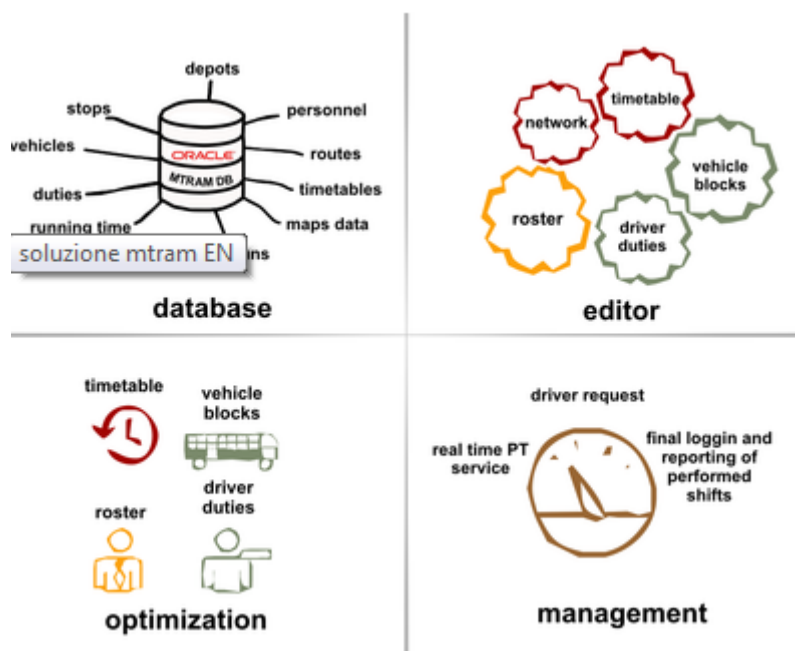 depots
stops
personnel
vehicles
ORACLE
routes
MTRAM DB
duties
timetables
running time
maps data
soluzione mtram EN
database
timetable
network
vehicle
blocks
roster
driver
duties
editor
timetable
vehicle
blocks
driver
duties
roster
optimization
driver request
real time PT
service
final loggin and
reporting of
performed
shifts
management